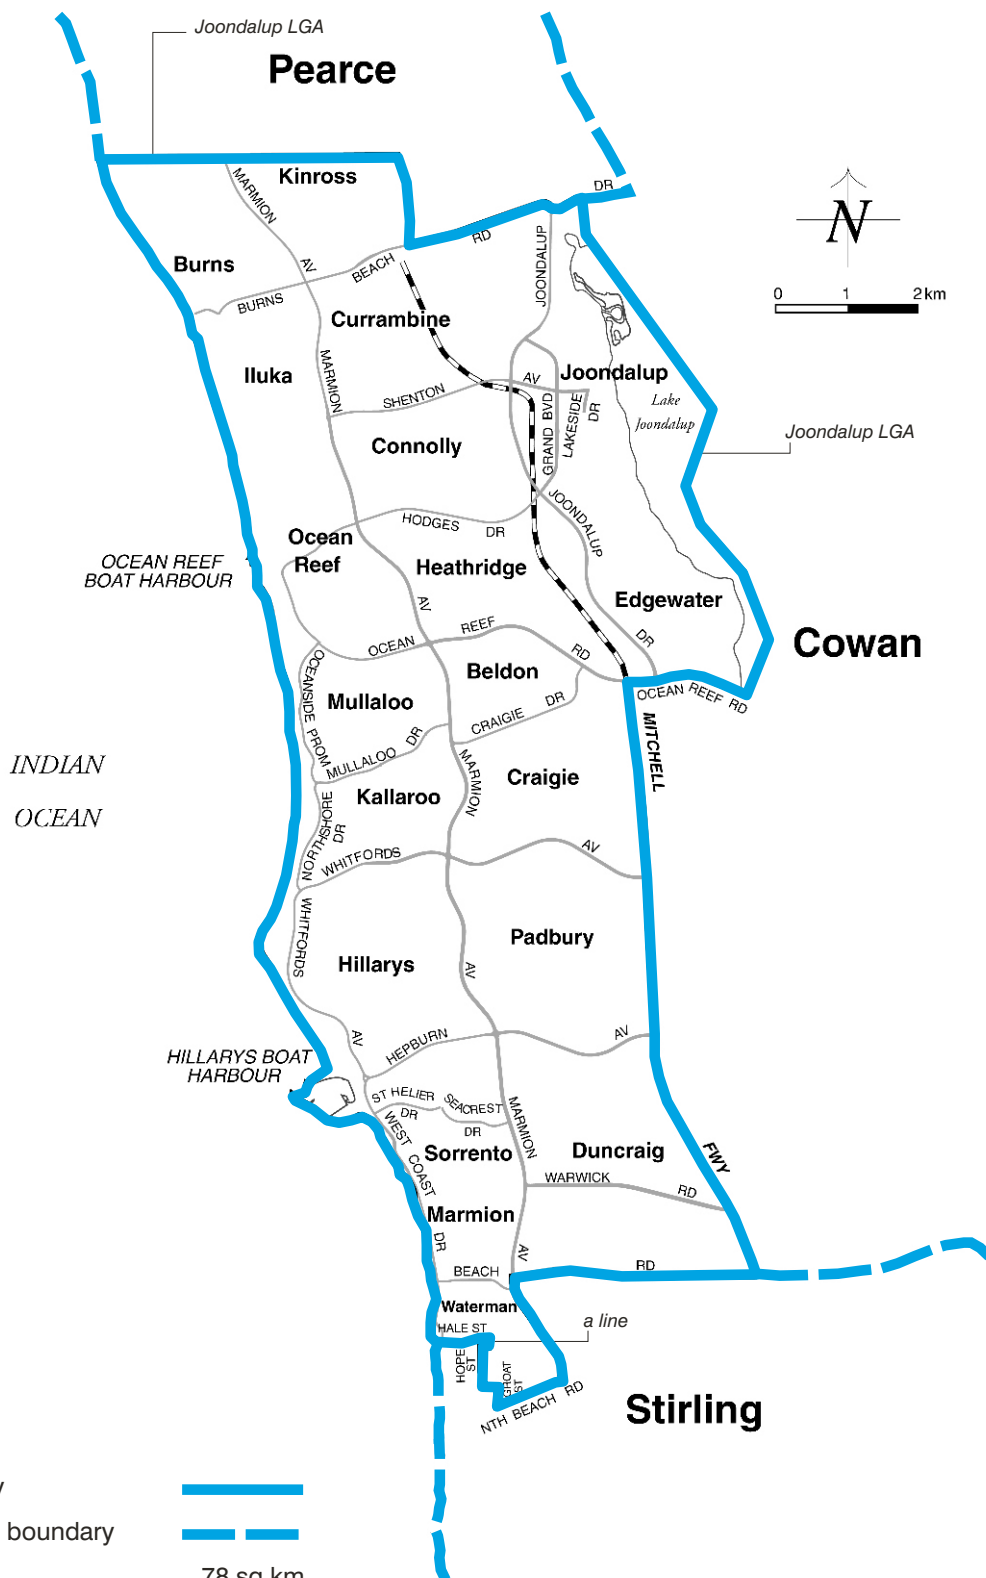 Joondalup LGA
Pearce
DR
Kinross
MARMION
RD
JOONDALUP
N
Burns
AV
BEACH
BURNS
0 1 2 km
Currambine
Iluka
MARMION
AV
Joondalup
SHENTON
GRAND BVD
LAKESIDE
DR
Lake
Joondalup
Joondalup LGA
Connolly
JOONDALUP
HODGES
DR
Ocean
Reef
OCEAN REEF
BOAT HARBOUR
Heathridge
AV
Edgewater
REEF
DR
Cowan
OCEAN
RD
OCEANSIDE PROM
Beldon
OCEAN REEF RD
Mullaloo
DR
CRAIGIE
DR
MITCHELL
INDIAN
OCEAN
MULLALOO
MARMION
Craigie
Kallaroo
NORTHSHORE
DR
WHITFORDS
AV
WHITFORDS
Padbury
Hillarys
AV
AV
HEPBURN
AV
HILLARYS BOAT
HARBOUR
ST HELIER
DR
SEACREST
DR
MARMION
WEST COAST
Sorrento
Duncraig
FWY
WARWICK
RD
Marmion
DR
AV
BEACH
RD
Waterman
HALE ST
a line
HOPE
ST
GROAT
ST
NTH BEACH RD
Stirling
boundary
78 sq km